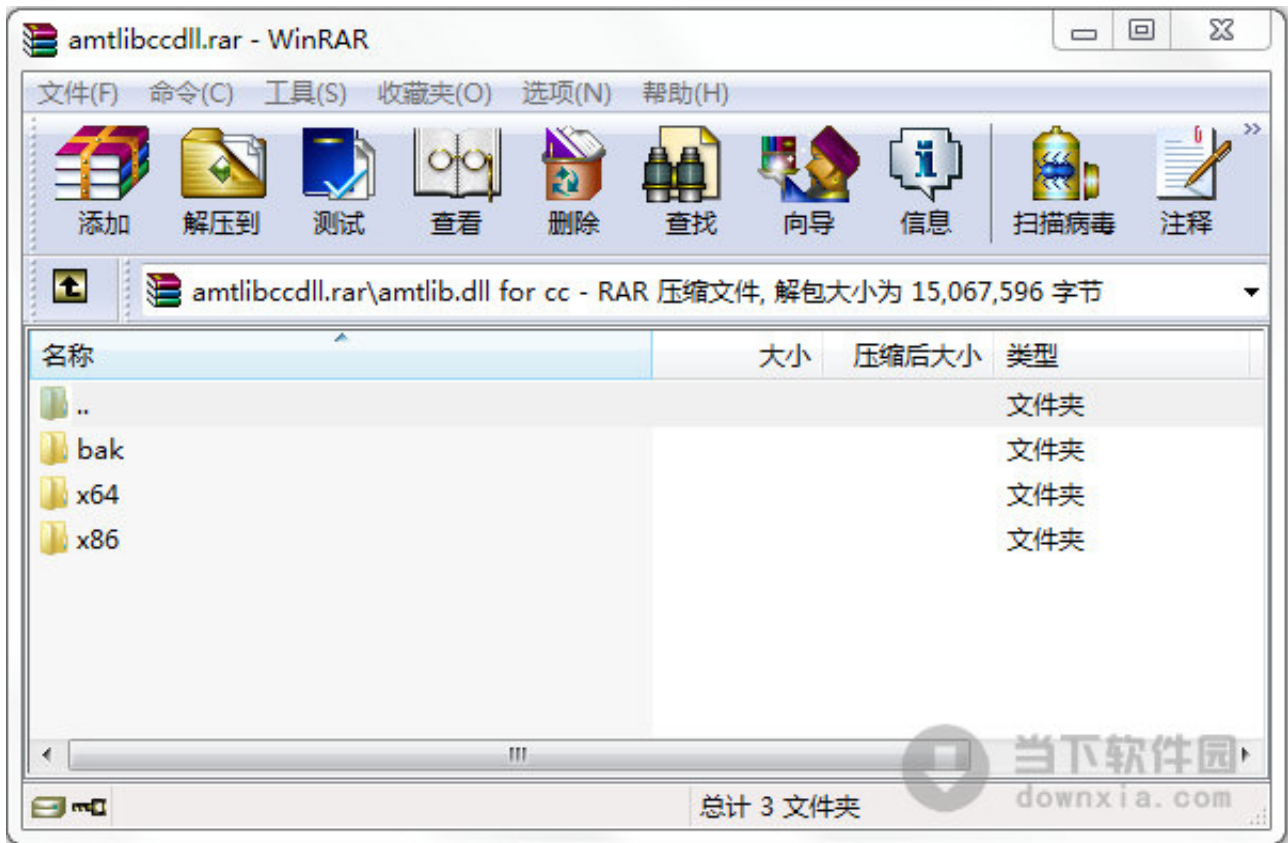 amtlibccdll.rar - WinRAR
文件(F) 命令(C) 工具(S) 收藏夹(O) 选项(N) 帮助(H)
添加 解压到 测试 查看 删除 查找 向导 信息 扫描病毒 注释
amtlibccdll.rar\amtlib.dll for cc - RAR 压缩文件, 解包大小为 15,067,596 字节
名称 大小 压缩后大小 类型
.. 文件夹
bak 文件夹
x64 文件夹
x86 文件夹
当下软件园
downxia.com
总计 3 文件夹